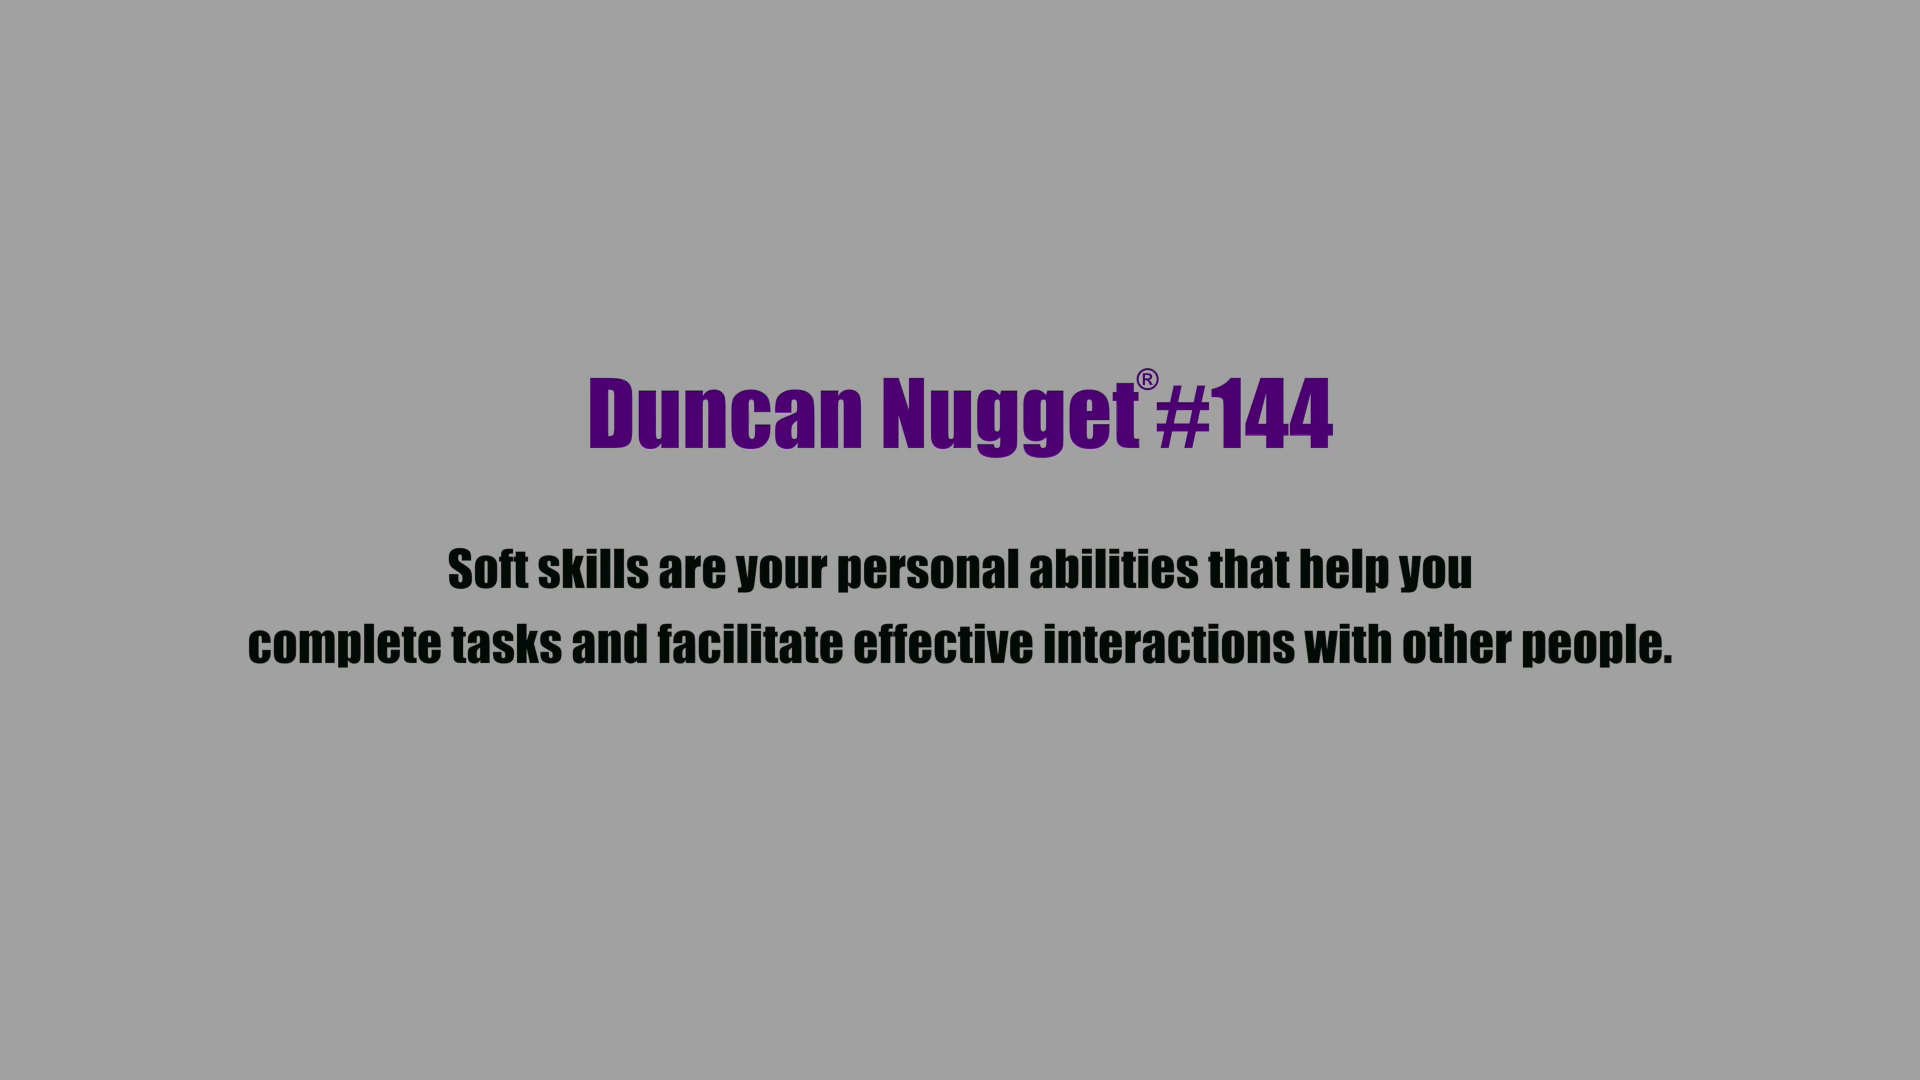 Duncan Nugget®#144
Soft skills are your personal abilities that help you
complete tasks and facilitate effective interactions with other people.